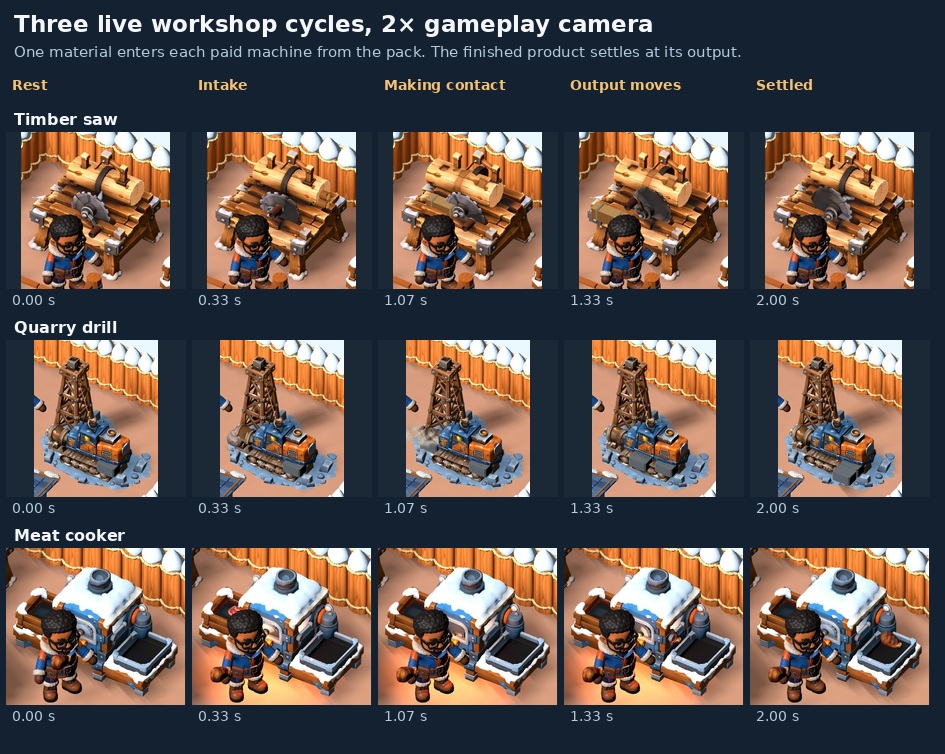 Three live workshop cycles, 2× gameplay camera
One material enters each paid machine from the pack. The finished product settles at its output.
Rest Intake Making contact Output moves Settled
Timber saw
0.00 s 0.33 s 1.07 s 1.33 s 2.00 s
Quarry drill
0.00 s 0.33 s 1.07 s 1.33 s 2.00 s
Meat cooker
0.00 s 0.33 s 1.07 s 1.33 s 2.00 s